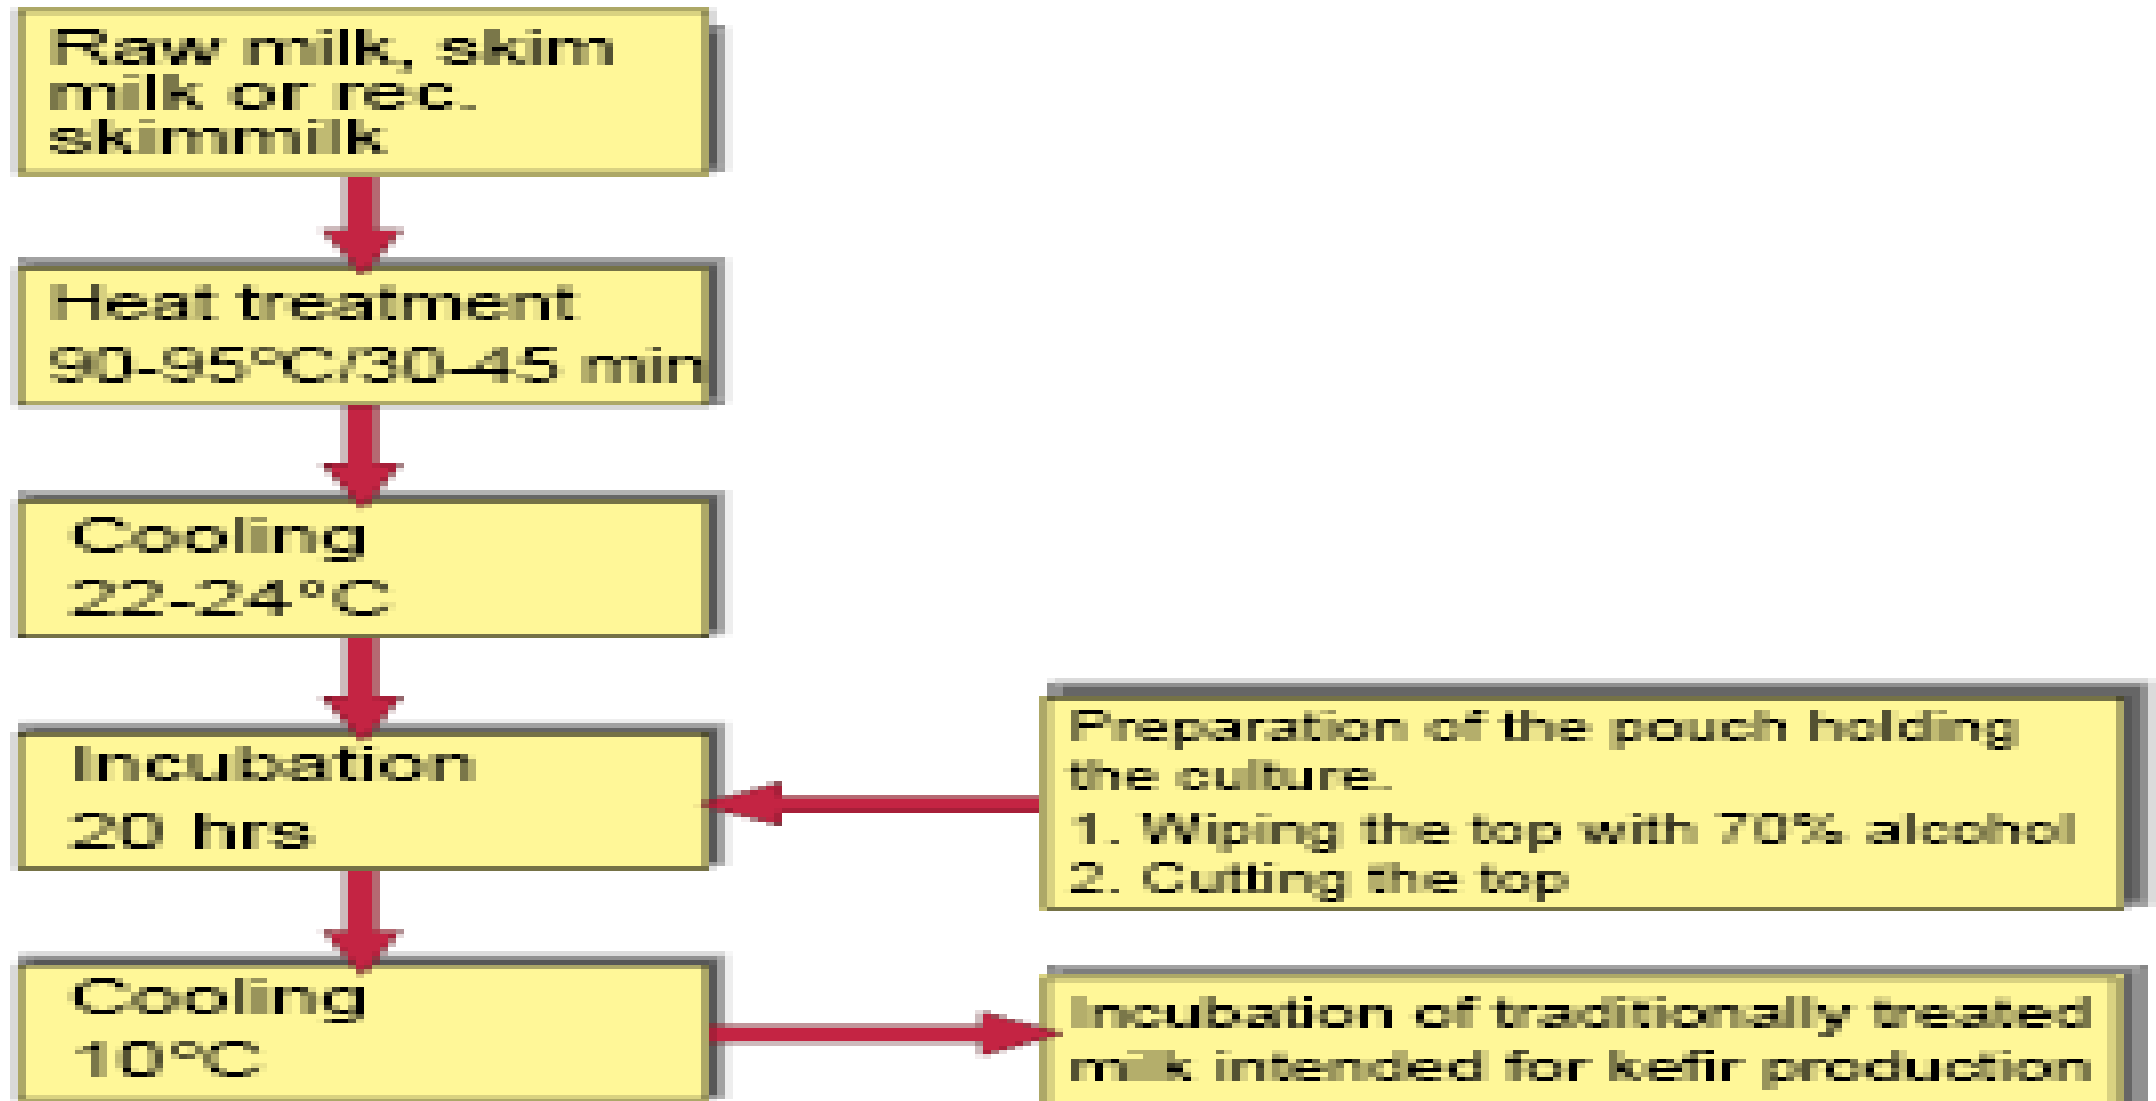 Raw milk, skim
milk or rec.
skimmilk
Heat treatment
90-95°C/30-45 min
Cooling
22-24°C
Incubation
20 hrs
Preparation of the pouch holding
the culture.
1. Wiping the top with 70% alcohol
2. Cutting the top
Cooling
10°C
Incubation of traditionally treated
milk intended for kefir production